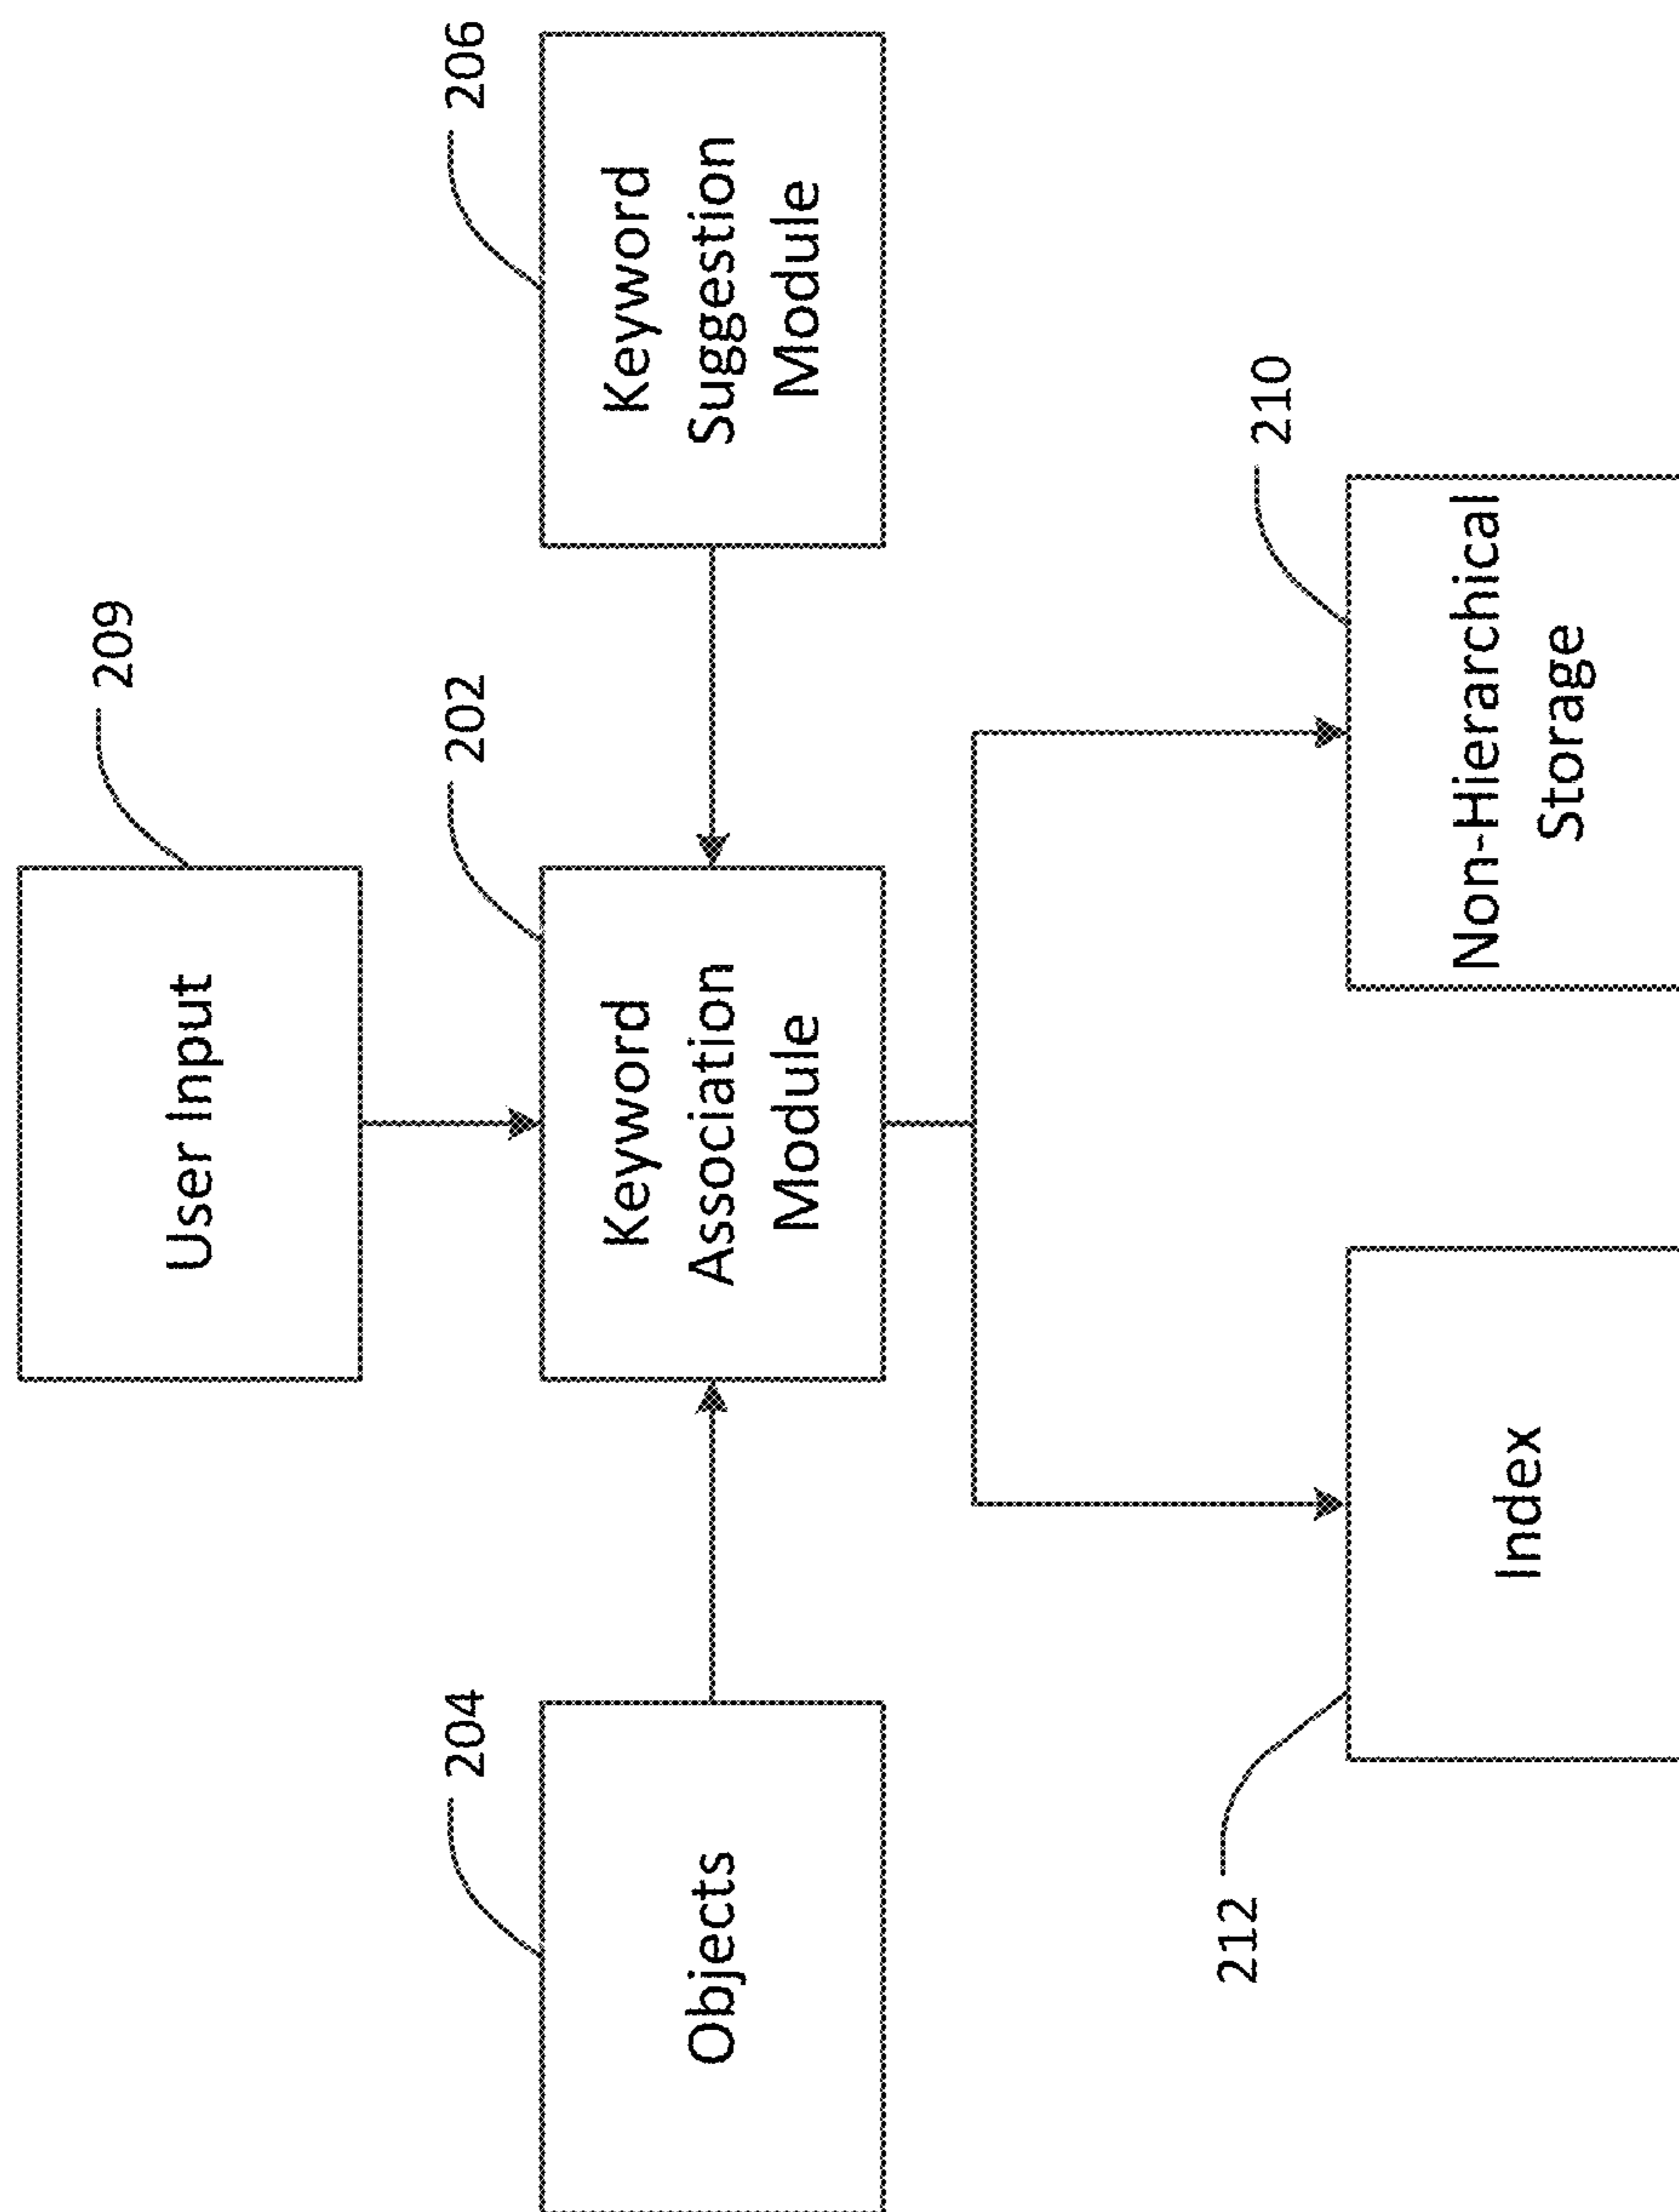 209
User Input
204
202
206
Objects
Keyword
Association
Module
Keyword
Suggestion
Module
212
210
Index
Non-Hierarchical
Storage